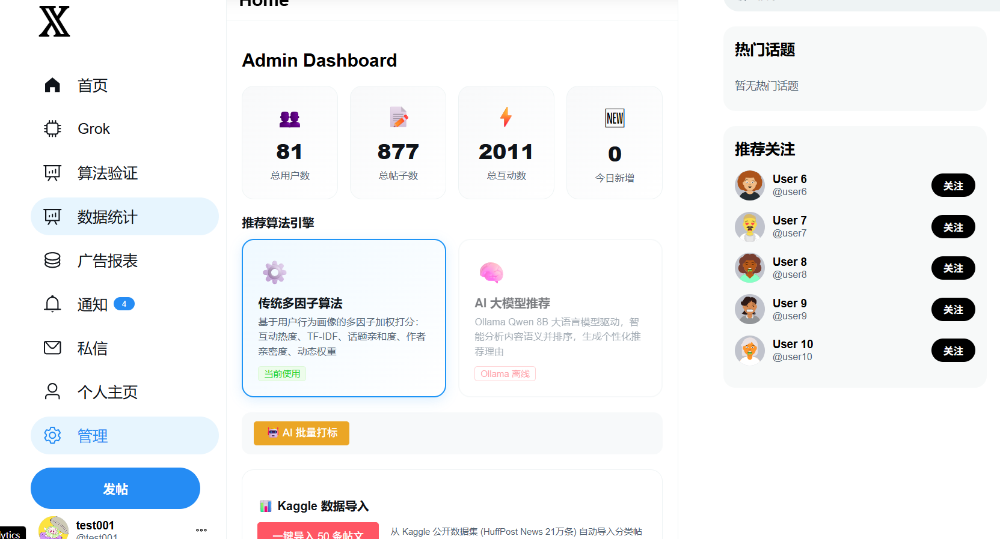 Home
首页
Grok
算法验证
数据统计
广告报表
通知 4
私信
个人主页
管理
发帖
test001
@test001
lytics
Admin Dashboard
81
总用户数
877
总帖子数
2011
总互动数
NEW
0
今日新增
推荐算法引擎
传统多因子算法
基于用户行为画像的多因子加权打分：
互动热度、TF-IDF、话题亲和度、作者
亲密度、动态权重
当前使用
AI 大模型推荐
Ollama Qwen 8B 大语言模型驱动，智
能分析内容语义并排序，生成个性化推
荐理由
Ollama 离线
AI 批量打标
Kaggle 数据导入
一键导入 50 条帖文
从 Kaggle 公开数据集 (HuffPost News 21万条) 自动导入分类帖
热门话题
暂无热门话题
推荐关注
User 6
@user6
关注
User 7
@user7
关注
User 8
@user8
关注
User 9
@user9
关注
User 10
@user10
关注